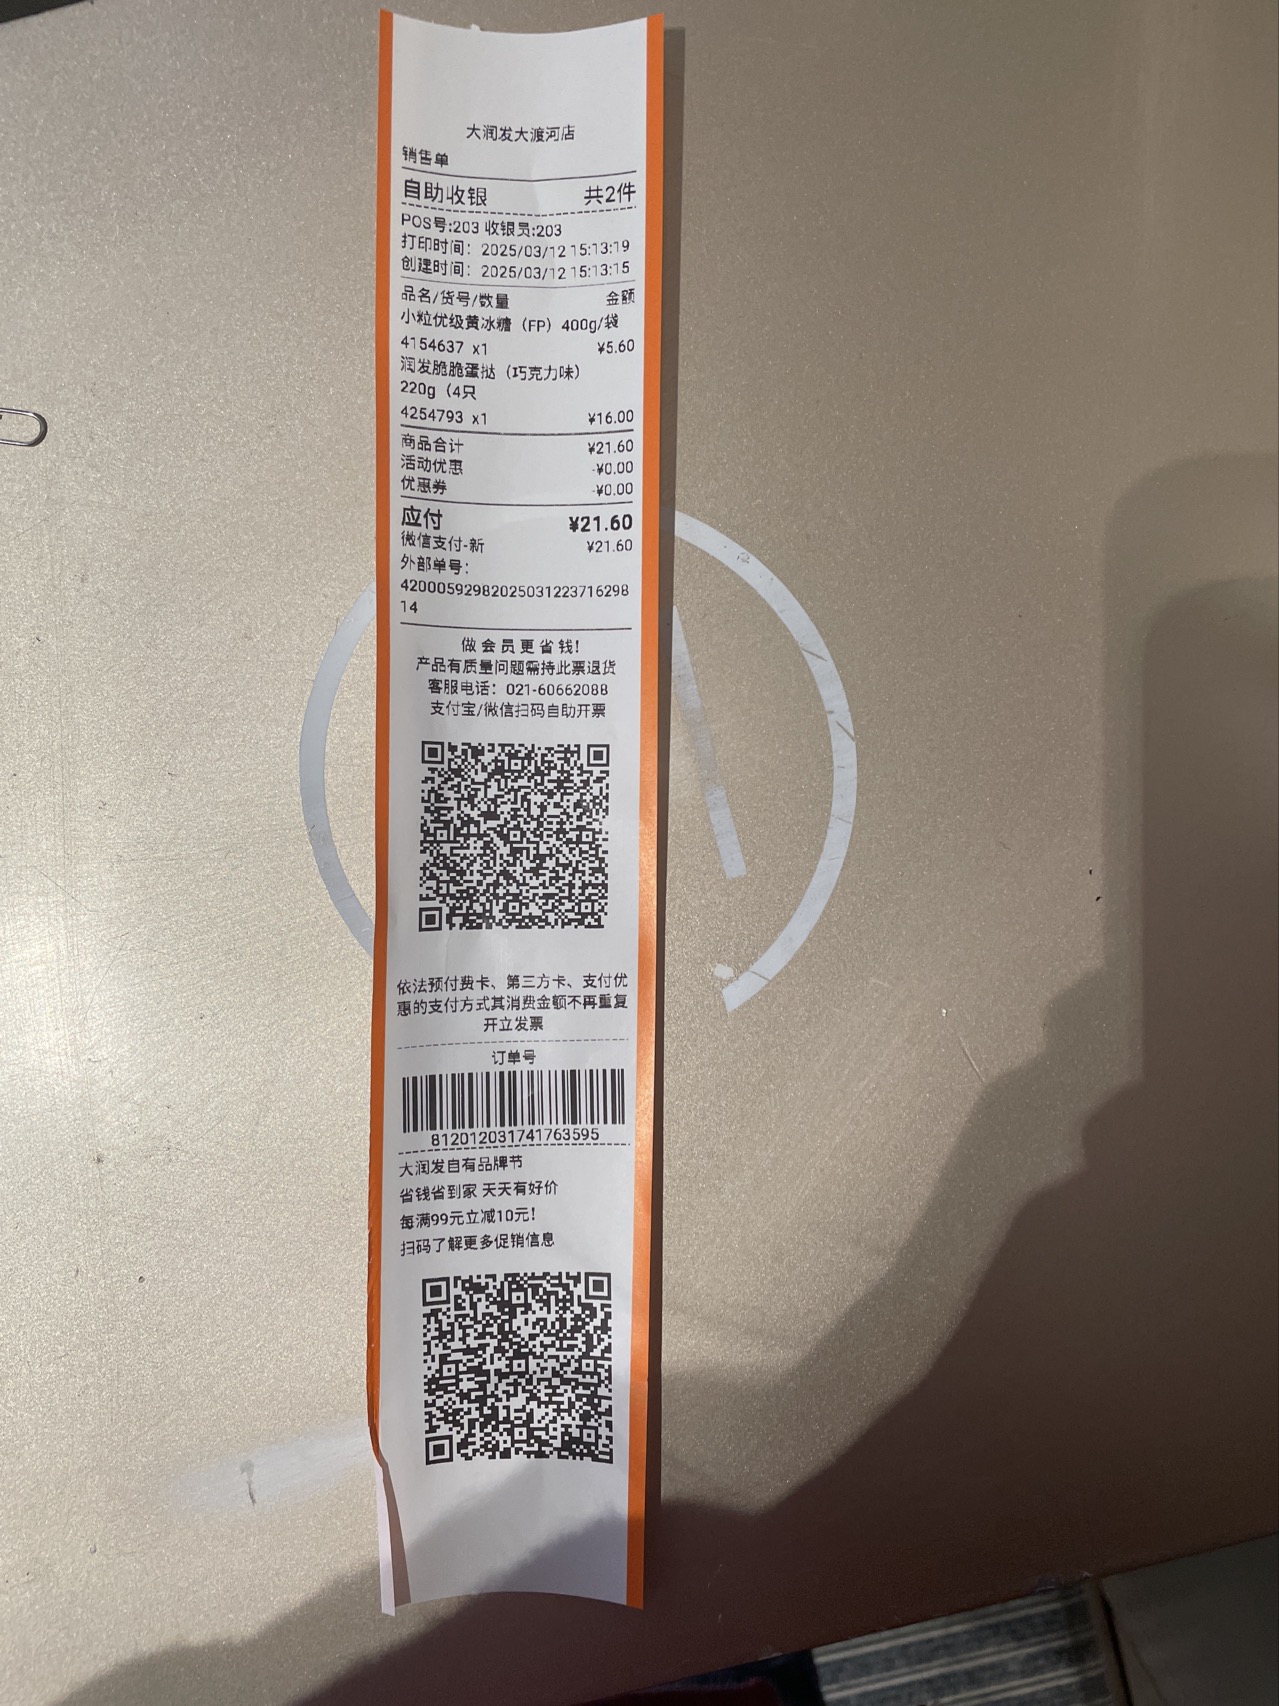 大润发大渡河店
销售单
自助收银 共2件
POS号:203 收银员:203
打印时间：2025/03/12 15:13:19
创建时间：2025/03/12 15:13:15
品名/货号/数量 金额
小粒优级黄冰糖（FP）400g/袋
4154637 x1 ¥5.60
润发脆脆蛋挞（巧克力味）
220g（4只
4254793 x1 ¥16.00
商品合计 ¥21.60
活动优惠 -¥0.00
优惠券 -¥0.00
应付 ¥21.60
微信支付-新 ¥21.60
外部单号：
42000592982025031223716298
14
做会员更省钱！
产品有质量问题需持此票退货
客服电话：021-60662088
支付宝/微信扫码自助开票
依法预付费卡、第三方卡、支付优
惠的支付方式其消费金额不再重复
开立发票
订单号
812012031741763595
大润发自有品牌节
省钱省到家 天天有好价
每满99元立减10元！
扫码了解更多促销信息